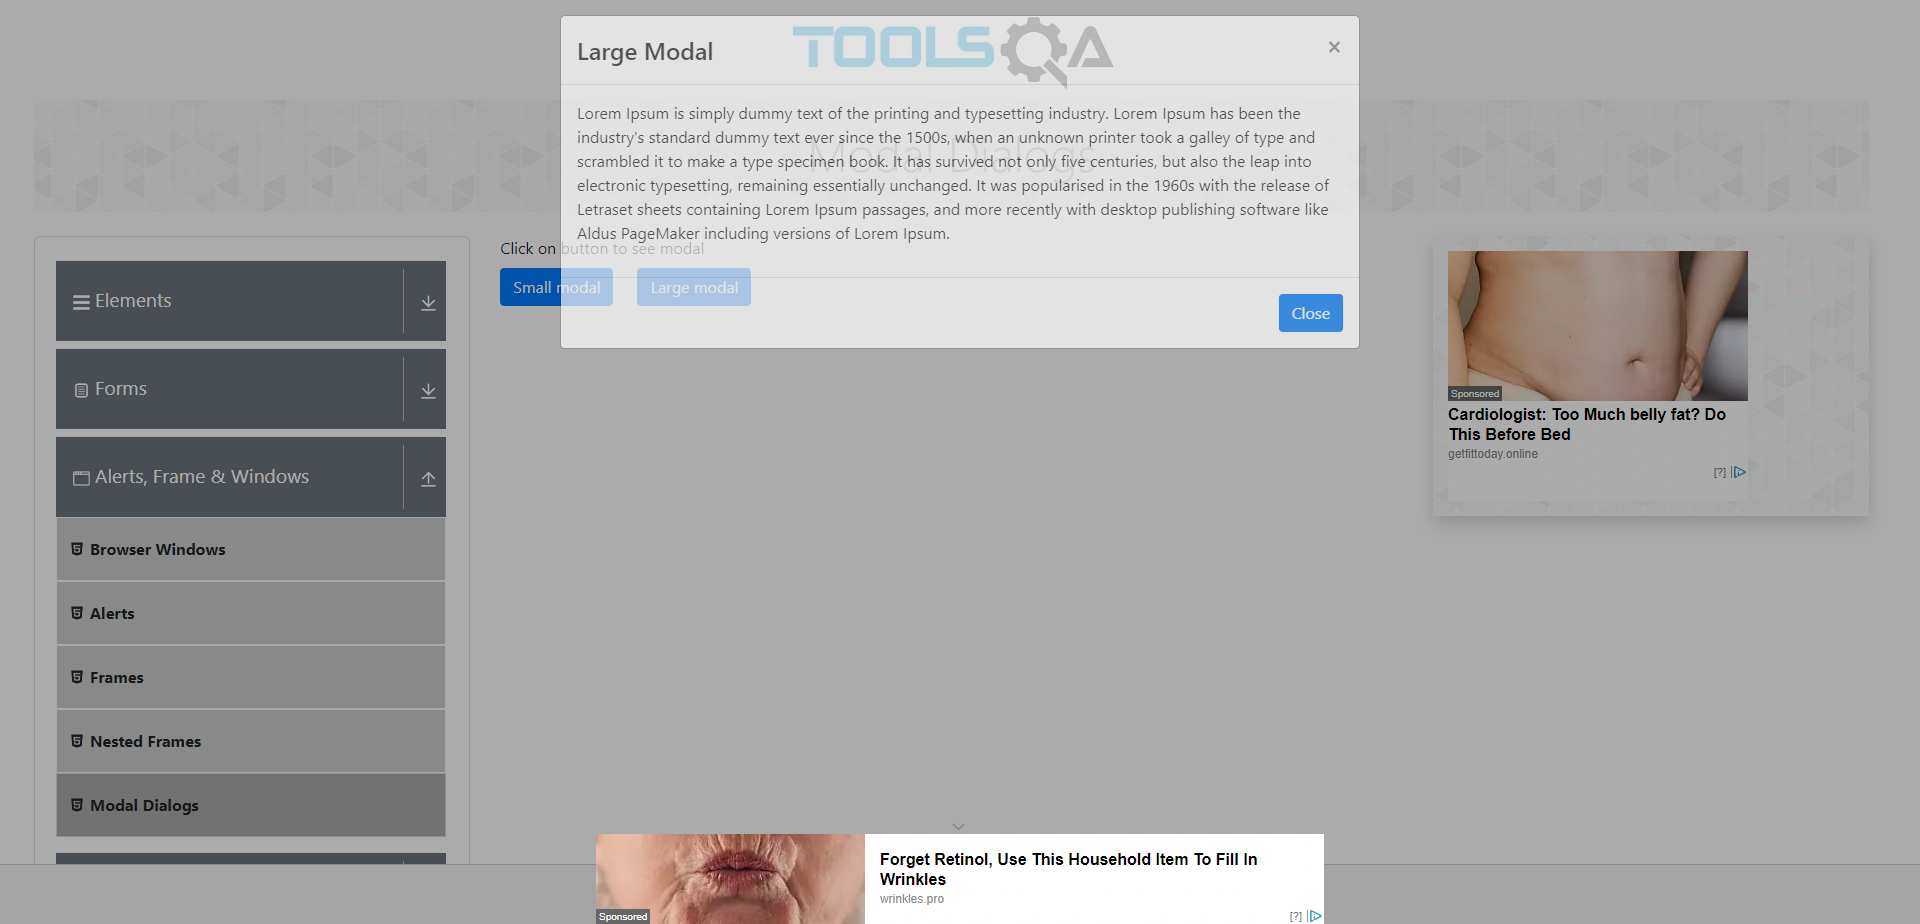 TOOLSQA
Large Modal
×
Lorem Ipsum is simply dummy text of the printing and typesetting industry. Lorem Ipsum has been the
industry's standard dummy text ever since the 1500s, when an unknown printer took a galley of type and
scrambled it to make a type specimen book. It has survived not only five centuries, but also the leap into
electronic typesetting, remaining essentially unchanged. It was popularised in the 1960s with the release of
Letraset sheets containing Lorem Ipsum passages, and more recently with desktop publishing software like
Aldus PageMaker including versions of Lorem Ipsum.
Close
Modal Dialogs
Click on button to see modal
Small modal
Large modal
Elements
Forms
Alerts, Frame & Windows
Browser Windows
Alerts
Frames
Nested Frames
Modal Dialogs
Sponsored
Cardiologist: Too Much belly fat? Do
This Before Bed
getfittoday.online
[?]
Forget Retinol, Use This Household Item To Fill In
Wrinkles
wrinkles.pro
Sponsored
[?]